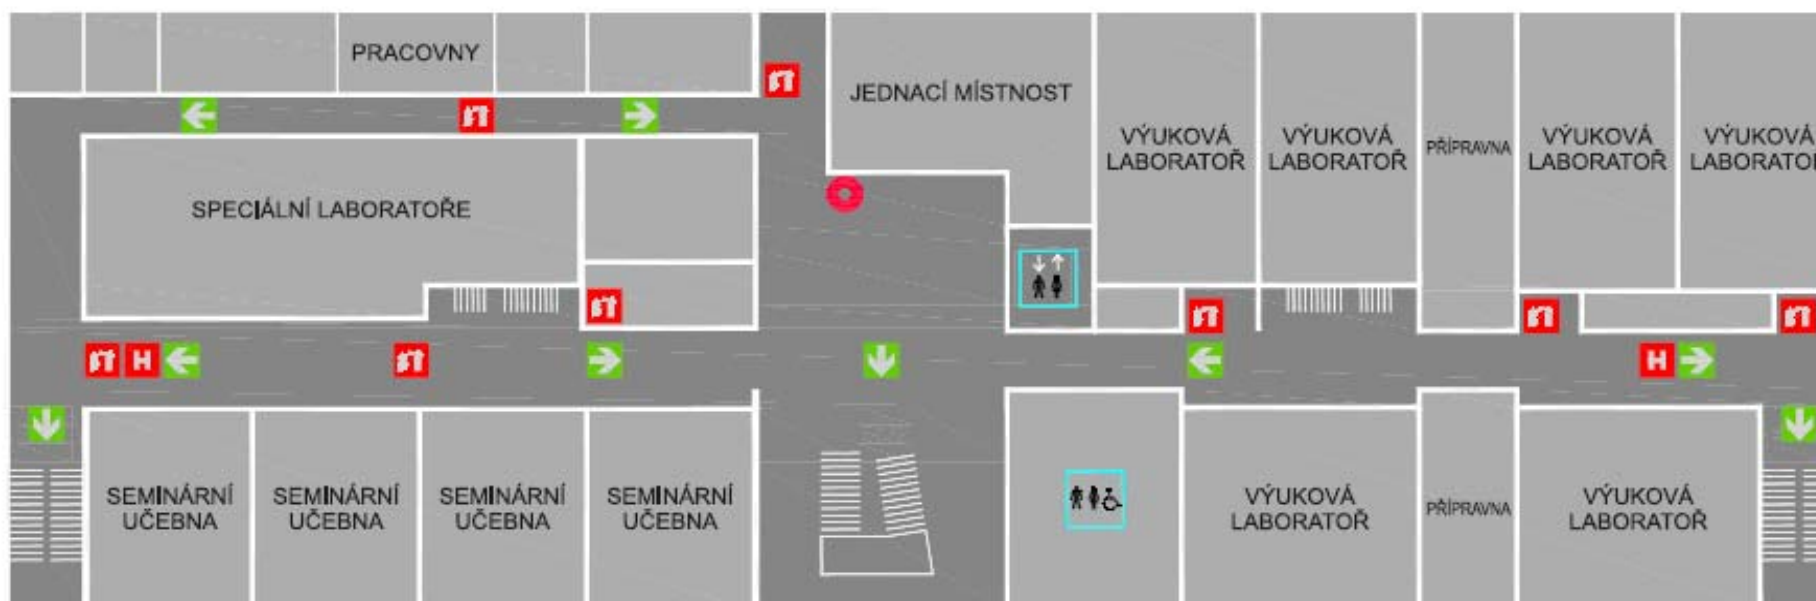 PRACOVNY
JEDNACÍ MÍSTNOST
VÝUKOVÁ
LABORATOŘ
VÝUKOVÁ
LABORATOŘ
PŘÍPRAVNA
VÝUKOVÁ
LABORATOŘ
VÝUKOVÁ
LABORATOŘ
SPECIÁLNÍ LABORATOŘE
H
H
SEMINÁRNÍ
UČEBNA
SEMINÁRNÍ
UČEBNA
SEMINÁRNÍ
UČEBNA
SEMINÁRNÍ
UČEBNA
VÝUKOVÁ
LABORATOŘ
PŘÍPRAVNA
VÝUKOVÁ
LABORATOŘ